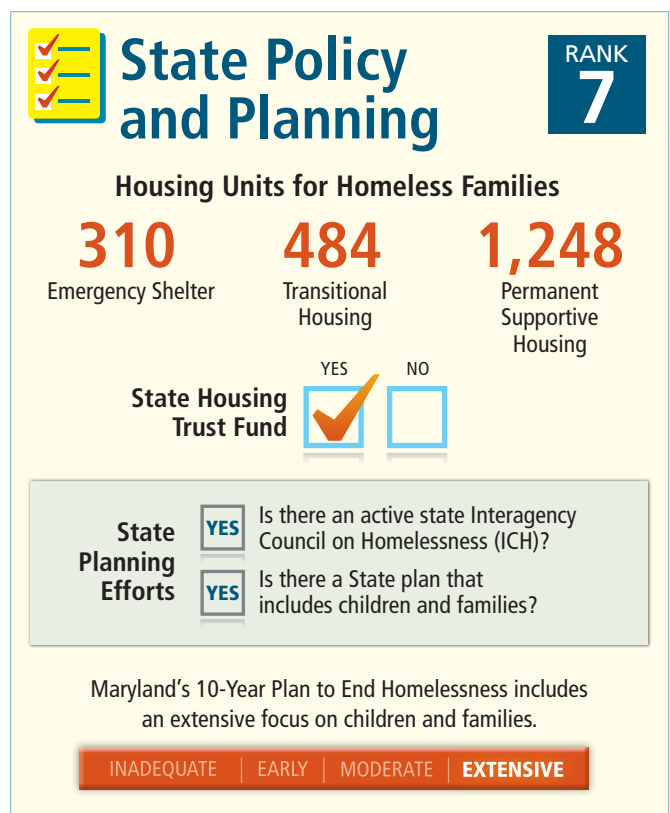 State Policy
and Planning
RANK
7
Housing Units for Homeless Families
310
Emergency Shelter
484
Transitional
Housing
1,248
Permanent
Supportive
Housing
State Housing
Trust Fund
YES
NO
State
Planning
Efforts
YES
Is there an active state Interagency
Council on Homelessness (ICH)?
YES
Is there a State plan that
includes children and families?
Maryland's 10-Year Plan to End Homelessness includes
an extensive focus on children and families.
INADEQUATE | EARLY | MODERATE | EXTENSIVE